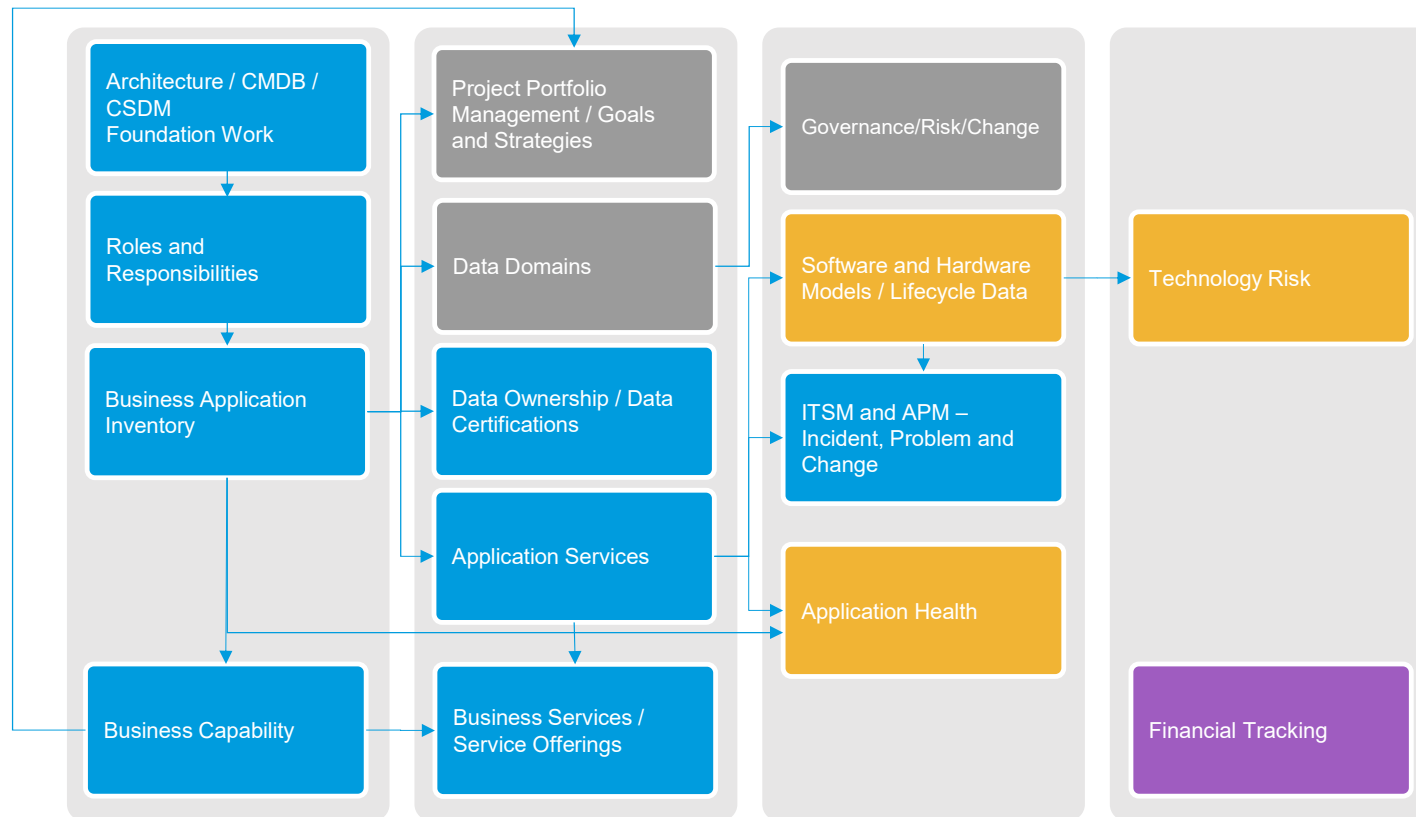 Architecture / CMDB /
CSDM
Foundation Work
Roles and
Responsibilities
Business Application
Inventory
Business Capability
Project Portfolio
Management / Goals
and Strategies
Data Domains
Data Ownership / Data
Certifications
Application Services
Business Services /
Service Offerings
Governance/Risk/Change
Software and Hardware
Models / Lifecycle Data
ITSM and APM –
Incident, Problem and
Change
Application Health
Technology Risk
Financial Tracking